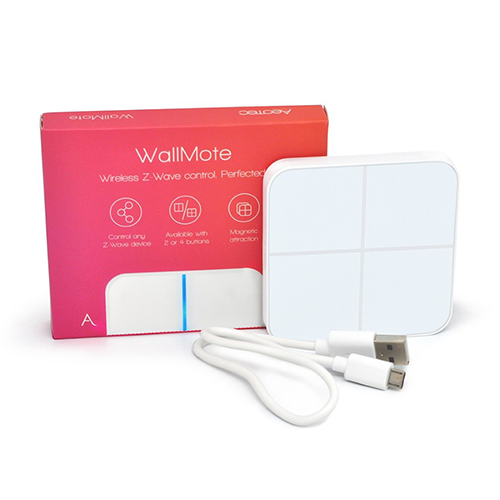 WallMote
Aeotec
WallMote
Wireless Z-Wave control. Perfected
Control any
Z-Wave device
Available with
2 or 4 buttons
Magnetic
attraction
A